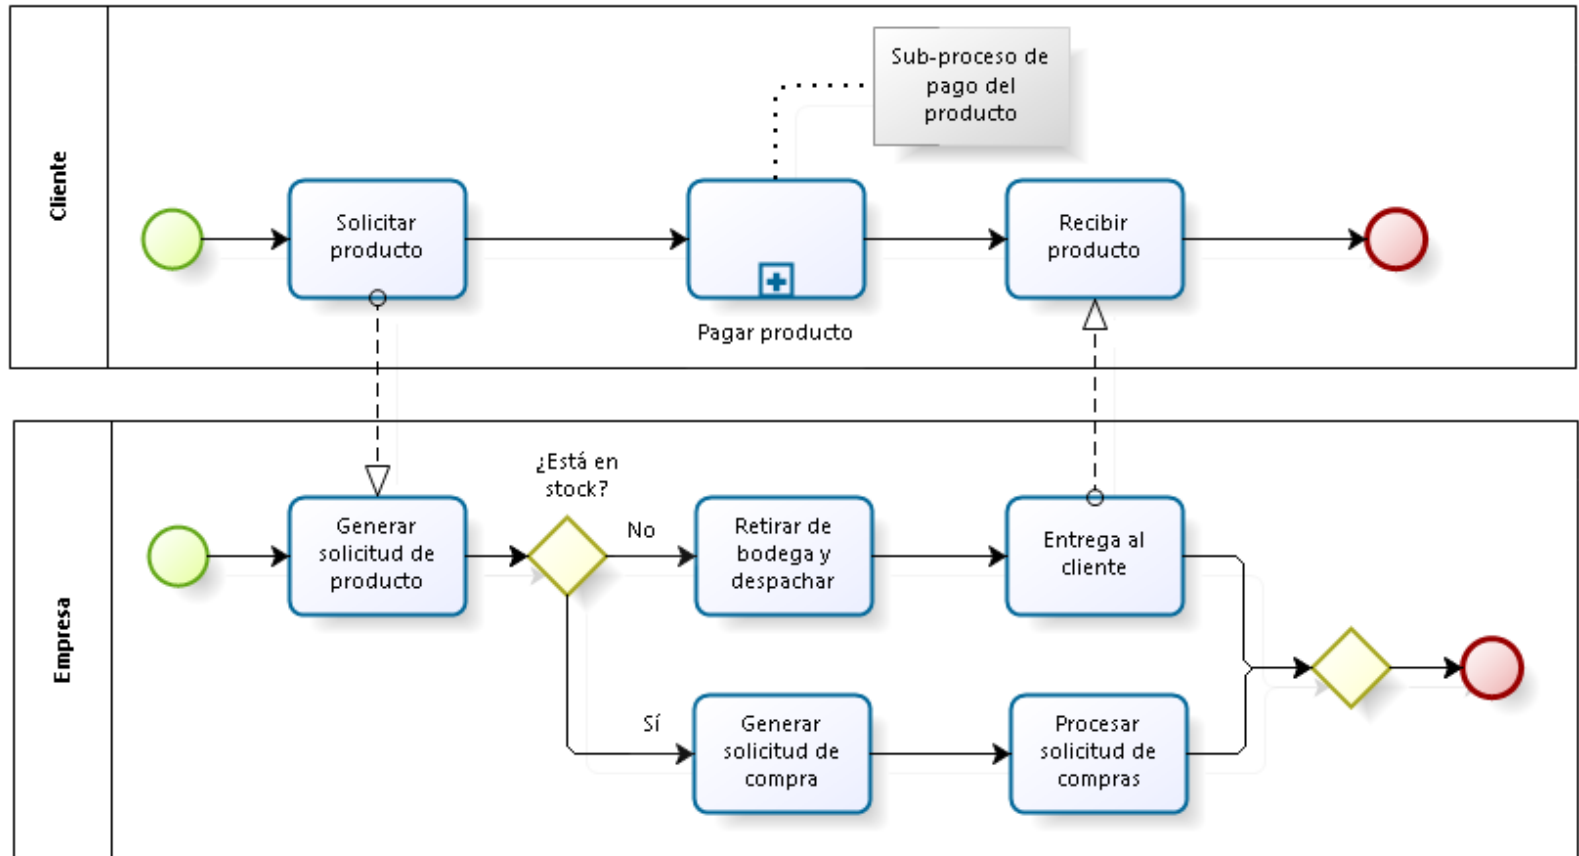 Cliente
Sub-proceso de
pago del
producto
Solicitar
producto
Recibir
producto
Pagar producto
Empresa
¿Está en
stock?
Generar
solicitud de
producto
No
Retirar de
bodega y
despachar
Entrega al
cliente
Sí
Generar
solicitud de
compra
Procesar
solicitud de
compras